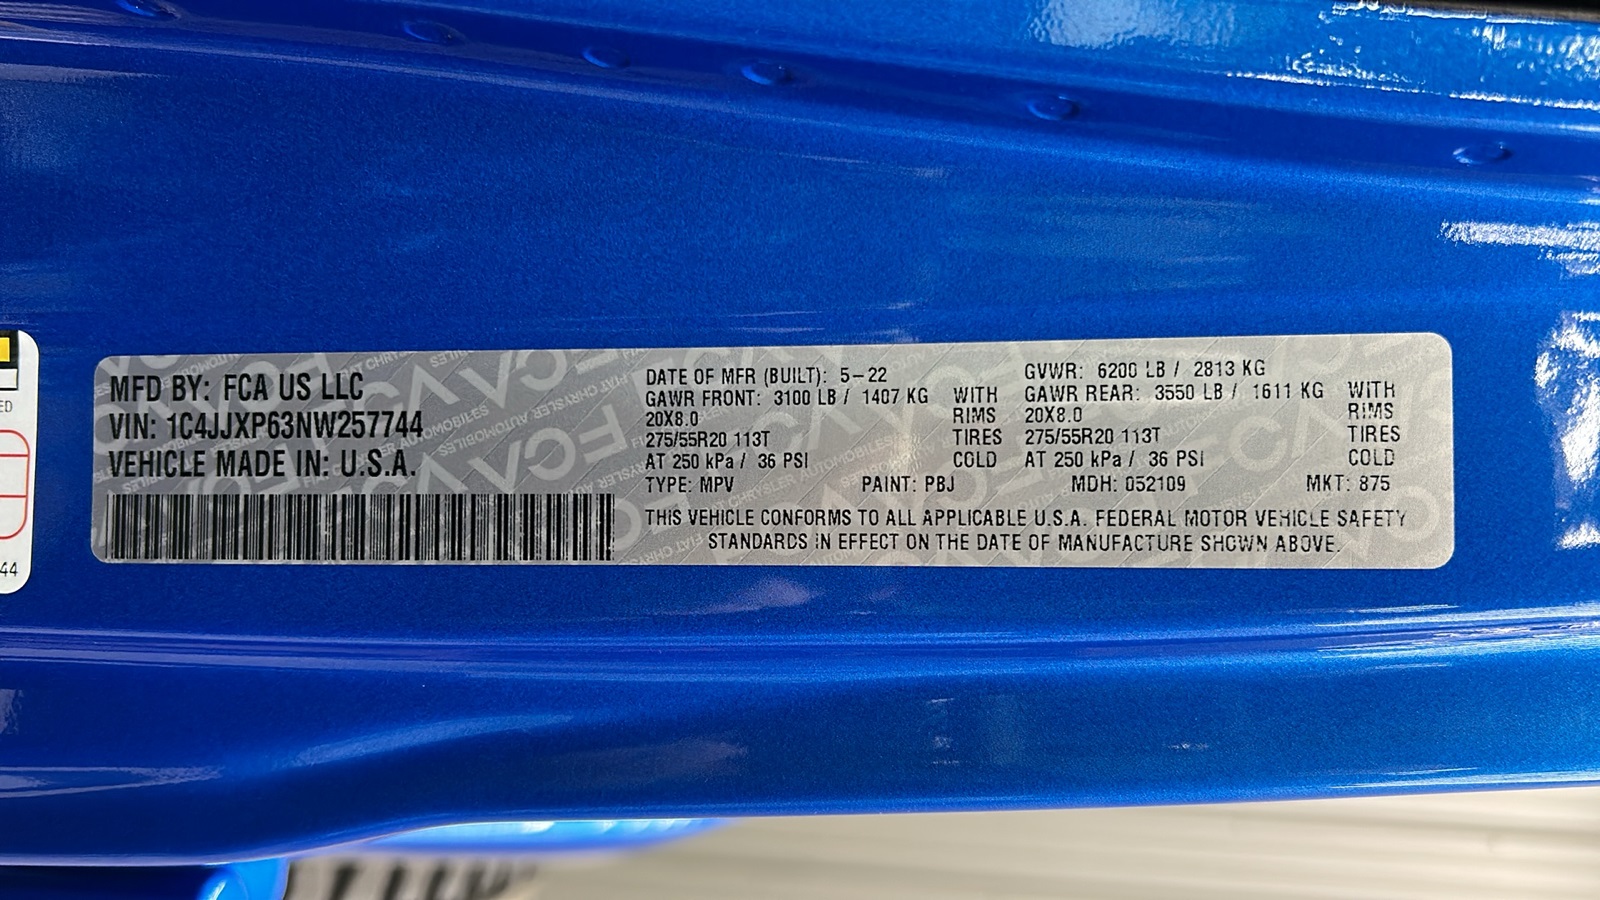 MFD BY: FCA US LLC
VIN: 1C4JJXP63NW257744
VEHICLE MADE IN: U.S.A.
DATE OF MFR (BUILT): 5-22
GAWR FRONT: 3100 LB / 1407 KG WITH
20X8.0 RIMS
275/55R20 113T TIRES
AT 250 kPa / 36 PSI COLD
GVWR: 6200 LB / 2813 KG
GAWR REAR: 3550 LB / 1611 KG WITH
20X8.0 RIMS
275/55R20 113T TIRES
AT 250 kPa / 36 PSI COLD
TYPE: MPV PAINT: PBJ MDH: 052109 MKT: 875
THIS VEHICLE CONFORMS TO ALL APPLICABLE U.S.A. FEDERAL MOTOR VEHICLE SAFETY
STANDARDS IN EFFECT ON THE DATE OF MANUFACTURE SHOWN ABOVE.
ED
44